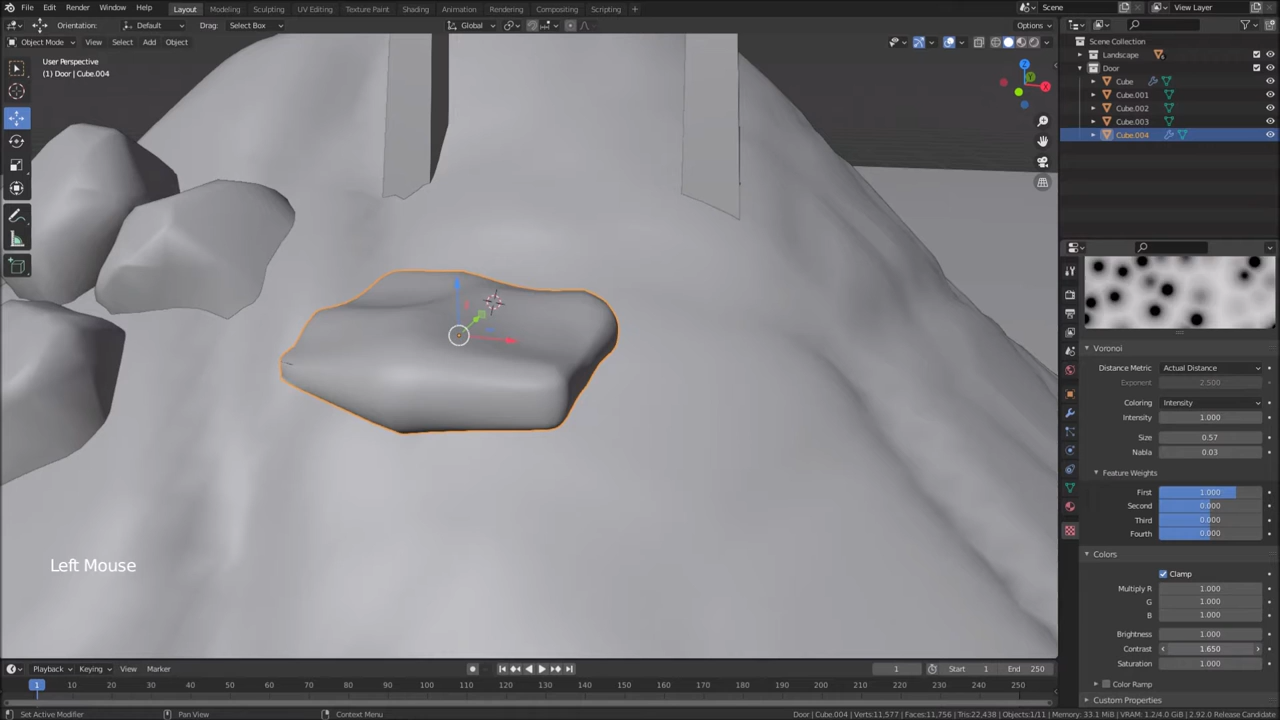 File Edit Render Window Help Layout Modeling Sculpting UV Editing Texture Paint Shading Animation Rendering Compositing Scripting + Scene View Layer
Orientation: Default Drag: Select Box Global Options
Object Mode View Select Add Object
User Perspective
(1) Door | Cube.004
Scene Collection
Landscape
Door
Cube
Cube.001
Cube.002
Cube.003
Cube.004
Z
Y
X
Voronoi
Distance Metric Actual Distance
Exponent 2.500
Coloring Intensity
Intensity 1.000
Size 0.57
Nabla 0.03
Feature Weights
First 1.000
Second 0.000
Third 0.000
Fourth 0.000
Colors
Clamp
Multiply R 1.000
G 1.000
B 1.000
Brightness 1.000
Contrast 1.650
Saturation 1.000
Color Ramp
Custom Properties
Left Mouse
Playback Keying View Marker 1 Start 1 End 250
1 10 20 30 40 50 60 70 80 90 100 110 120 130 140 150 160 170 180 190 200 210 220 230 240 250
Set Active Modifier Pan View Context Menu Door | Cube.004 | Verts:11,577 | Faces:11,756 | Tris:22,438 | Objects:1/11 | Memory: 33.1 MiB | VRAM: 1.2/4.0 GiB | 2.92.0 Release Candidate